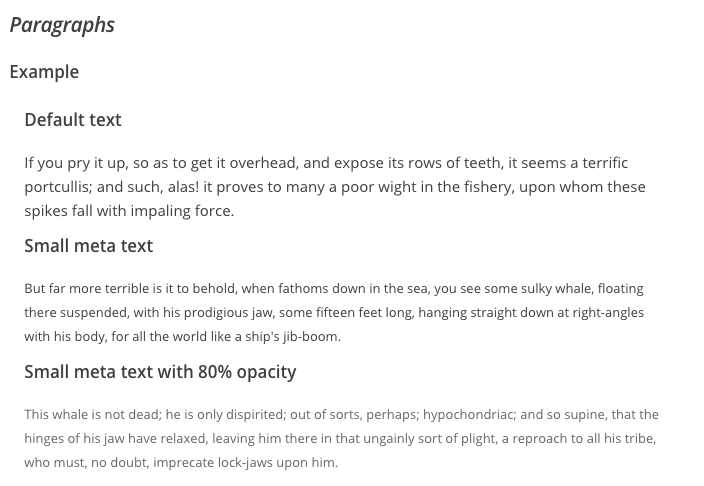 Paragraphs
Example
Default text
If you pry it up, so as to get it overhead, and expose its rows of teeth, it seems a terrific
portcullis; and such, alas! it proves to many a poor wight in the fishery, upon whom these
spikes fall with impaling force.
Small meta text
But far more terrible is it to behold, when fathoms down in the sea, you see some sulky whale, floating
there suspended, with his prodigious jaw, some fifteen feet long, hanging straight down at right-angles
with his body, for all the world like a ship's jib-boom.
Small meta text with 80% opacity
This whale is not dead; he is only dispirited; out of sorts, perhaps; hypochondriac; and so supine, that the
hinges of his jaw have relaxed, leaving him there in that ungainly sort of plight, a reproach to all his tribe,
who must, no doubt, imprecate lock-jaws upon him.